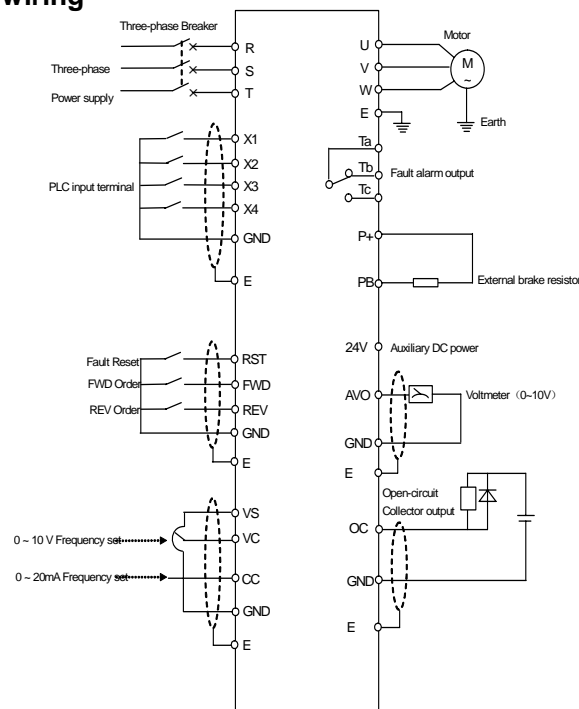 wiring
Three-phase Breaker
R
Three-phase
S
Power supply
T
X1
X2
PLC input terminal
X3
X4
GND
E
Fault Reset
RST
FWD Order
FWD
REV Order
REV
GND
E
VS
0 ~ 10 V Frequency set
VC
0 ~ 20mA Frequency set
CC
GND
E
Motor
U
V
M
~
W
E
Earth
Ta
Tb
Fault alarm output
Tc
P+
PB
External brake resistor
24V
Auxiliary DC power
AVO
Voltmeter（0~10V）
GND
E
Open-circuit
Collector output
OC
GND
E